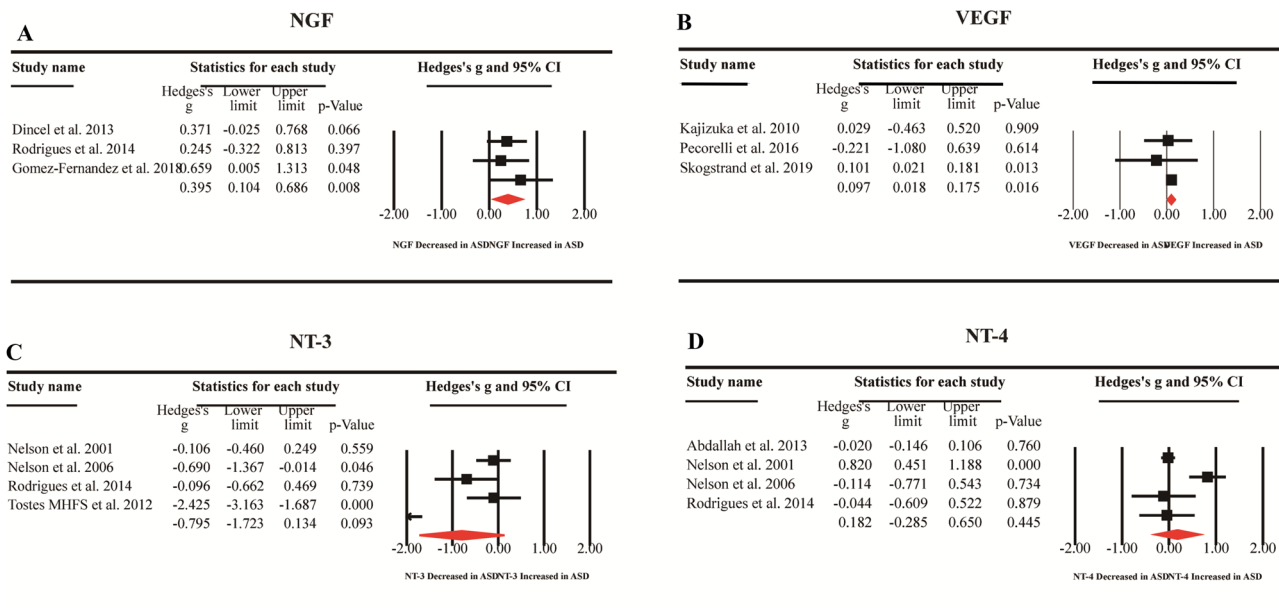 A
NGF
Study name Statistics for each study Hedges's g and 95% CI
Hedges's g Lower limit Upper limit p-Value
Dincel et al. 2013 0.371 -0.025 0.768 0.066
Rodrigues et al. 2014 0.245 -0.322 0.813 0.397
Gomez-Fernandez et al. 2018 0.659 0.005 1.313 0.048
0.395 0.104 0.686 0.008
-2.00 -1.00 0.00 1.00 2.00
NGF Decreased in ASD NGF Increased in ASD
B
VEGF
Study name Statistics for each study Hedges's g and 95% CI
Hedges's g Lower limit Upper limit p-Value
Kajizuka et al. 2010 0.029 -0.463 0.520 0.909
Pecorelli et al. 2016 -0.221 -1.080 0.639 0.614
Skogstrand et al. 2019 0.101 0.021 0.181 0.013
0.097 0.018 0.175 0.016
-2.00 -1.00 0.00 1.00 2.00
VEGF Decreased in ASD VEGF Increased in ASD
C
NT-3
Study name Statistics for each study Hedges's g and 95% CI
Hedges's g Lower limit Upper limit p-Value
Nelson et al. 2001 -0.106 -0.460 0.249 0.559
Nelson et al. 2006 -0.690 -1.367 -0.014 0.046
Rodrigues et al. 2014 -0.096 -0.662 0.469 0.739
Tostes MHFS et al. 2012 -2.425 -3.163 -1.687 0.000
-0.795 -1.723 0.134 0.093
-2.00 -1.00 0.00 1.00 2.00
NT-3 Decreased in ASD NT-3 Increased in ASD
D
NT-4
Study name Statistics for each study Hedges's g and 95% CI
Hedges's g Lower limit Upper limit p-Value
Abdallah et al. 2013 -0.020 -0.146 0.106 0.760
Nelson et al. 2001 0.820 0.451 1.188 0.000
Nelson et al. 2006 -0.114 -0.771 0.543 0.734
Rodrigues et al. 2014 -0.044 -0.609 0.522 0.879
0.182 -0.285 0.650 0.445
-2.00 -1.00 0.00 1.00 2.00
NT-4 Decreased in ASD NT-4 Increased in ASD